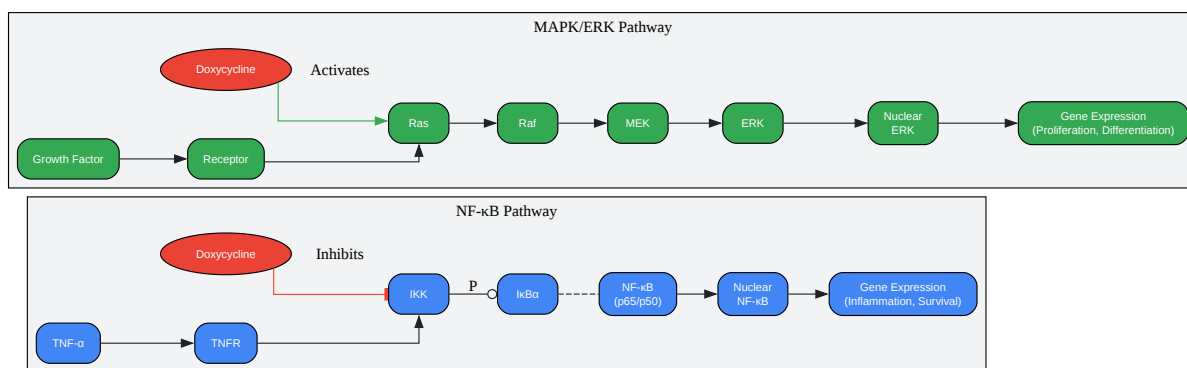 MAPK/ERK Pathway
Doxycycline
Activates
Ras
Raf
MEK
ERK
Nuclear
ERK
Gene Expression
(Proliferation, Differentiation)
Growth Factor
Receptor
NF-κB Pathway
Doxycycline
Inhibits
IKK
P
IκBα
NF-κB
(p65/p50)
Nuclear
NF-κB
Gene Expression
(Inflammation, Survival)
TNF-α
TNFR